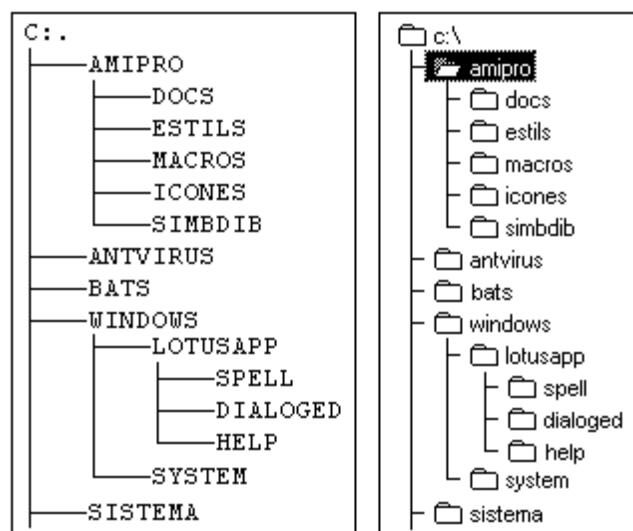 C:.
AMIPRO
DOCS
ESTILS
MACROS
ICONES
SIMBDIB
ANTVIRUS
BATS
WINDOWS
LOTUSAPP
SPELL
DIALOGED
HELP
SYSTEM
SISTEMA
c:\
amipro
docs
estils
macros
icones
simbdib
antvirus
bats
windows
lotusapp
spell
dialoged
help
system
sistema